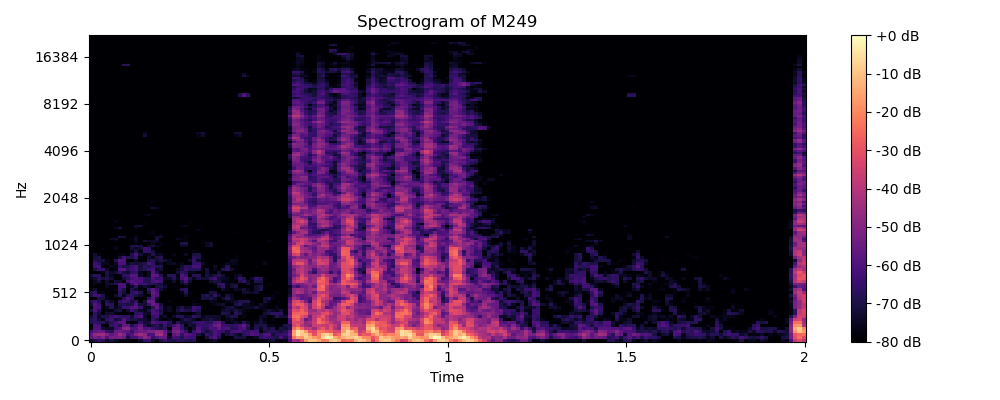 Spectrogram of M249
Hz
16384
8192
4096
2048
1024
512
0
0
0.5
1
1.5
2
Time
+0 dB
-10 dB
-20 dB
-30 dB
-40 dB
-50 dB
-60 dB
-70 dB
-80 dB